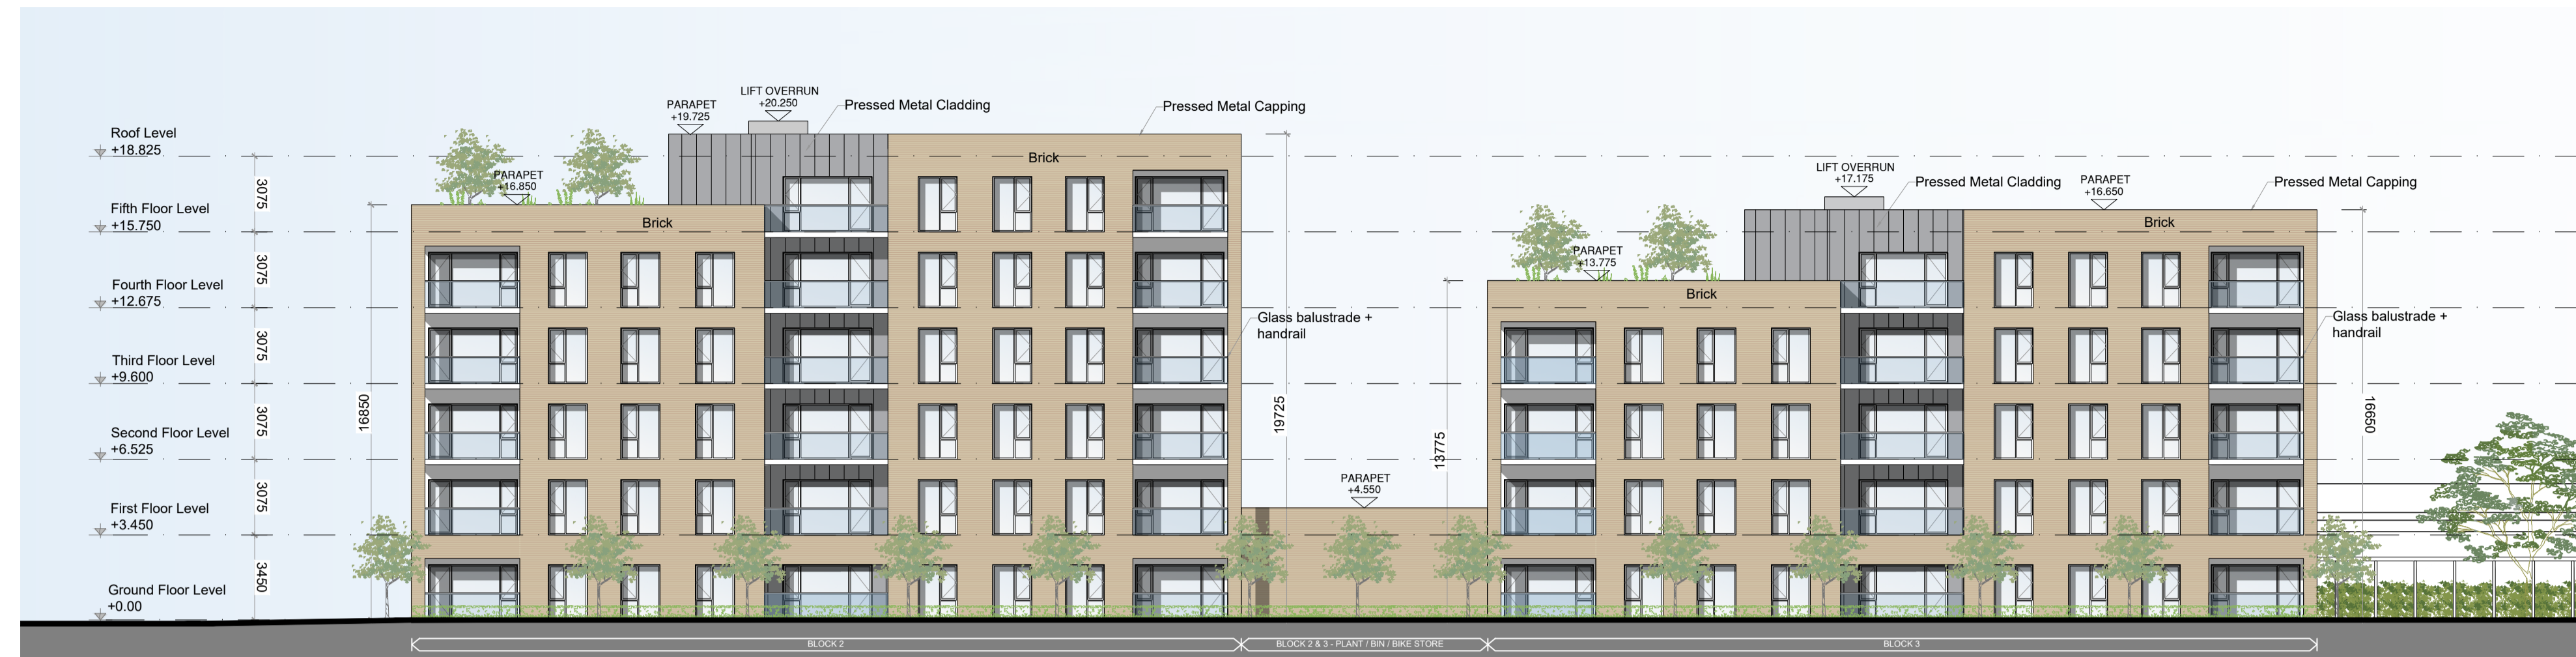 Roof Level
+18.825
Fifth Floor Level
+15.750
Fourth Floor Level
+12.675
Third Floor Level
+9.600
Second Floor Level
+6.525
First Floor Level
+3.450
Ground Floor Level
+0.00
3075
3075
3075
3075
3075
3450
16850
PARAPET
+16.850
PARAPET
+19.725
LIFT OVERRUN
+20.250
Pressed Metal Cladding
Pressed Metal Capping
Brick
Brick
Glass balustrade +
handrail
19725
PARAPET
+4.550
13775
PARAPET
+13.775
LIFT OVERRUN
+17.175
Pressed Metal Cladding
PARAPET
+16.650
Pressed Metal Capping
Brick
Brick
Glass balustrade +
handrail
16650
BLOCK 2
BLOCK 2 & 3 - PLANT / BIN / BIKE STORE
BLOCK 3